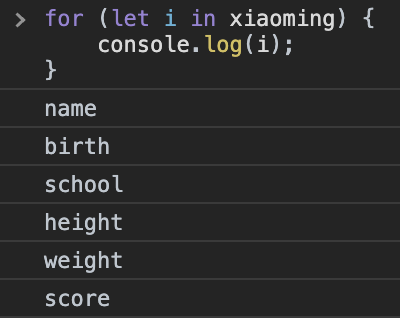 > for (let i in xiaoming) {
console.log(i);
}
name
birth
school
height
weight
score